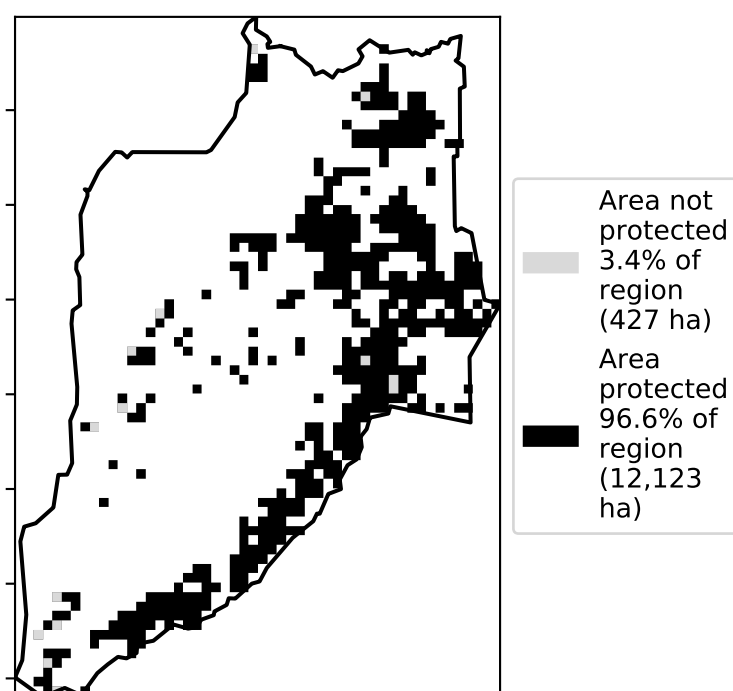 Area not
protected
3.4% of
region
(427 ha)
Area
protected
96.6% of
region
(12,123
ha)